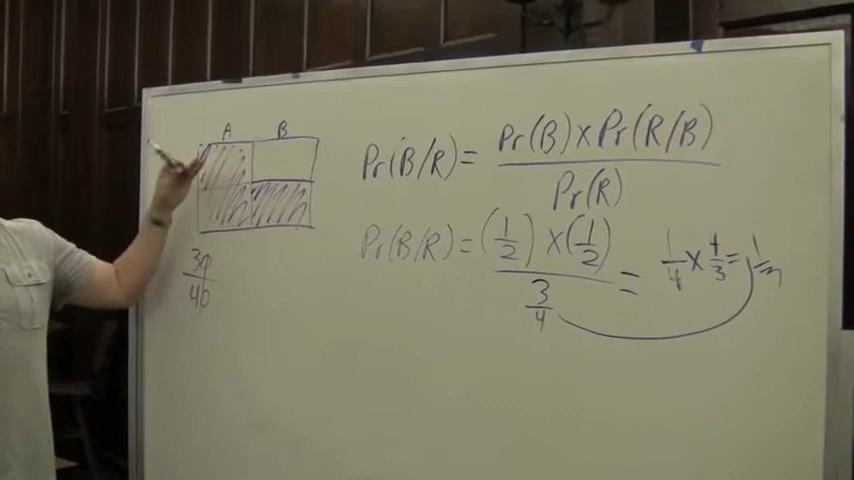 A B
Pr(B/R) = Pr(B) x Pr(R/B) / Pr(R)
Pr(B/R) = (1/2) x (1/2) / 3/4 = 1/4 x 4/3 = 1/3
30/40